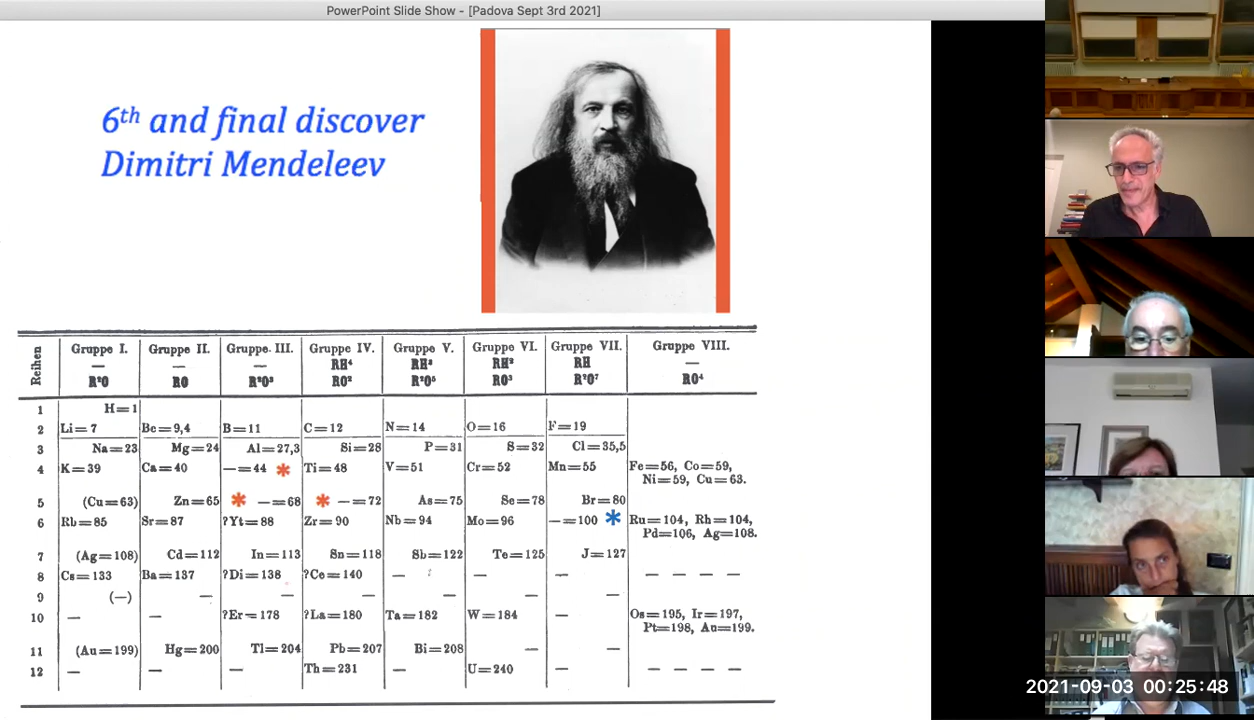 PowerPoint Slide Show - [Padova Sept 3rd 2021]
6th and final discover
Dimitri Mendeleev
Reihen Gruppe I. Gruppe II. Gruppe III. Gruppe IV. Gruppe V. Gruppe VI. Gruppe VII. Gruppe VIII.
— — — RH⁴ RH³ RH² RH —
R²O RO R²O³ RO² R²O⁵ RO³ R²O⁷ RO⁴
1 H=1
2 Li=7 Be=9,4 B=11 C=12 N=14 O=16 F=19
3 Na=23 Mg=24 Al=27,3 Si=28 P=31 S=32 Cl=35,5
4 K=39 Ca=40 —=44 * Ti=48 V=51 Cr=52 Mn=55 Fe=56, Co=59,
Ni=59, Cu=63.
5 (Cu=63) Zn=65 * —=68 * —=72 As=75 Se=78 Br=80
6 Rb=85 Sr=87 ?Yt=88 Zr=90 Nb=94 Mo=96 —=100 * Ru=104, Rh=104,
Pd=106, Ag=108.
7 (Ag=108) Cd=112 In=113 Sn=118 Sb=122 Te=125 J=127
8 Cs=133 Ba=137 ?Di=138 ?Ce=140 — — — — — — —
9 (—) — — — — — —
10 — — ?Er=178 ?La=180 Ta=182 W=184 — Os=195, Ir=197,
Pt=198, Au=199.
11 (Au=199) Hg=200 Tl=204 Pb=207 Bi=208 — —
12 — — — Th=231 — U=240 — — — — —
2021-09-03 00:25:48